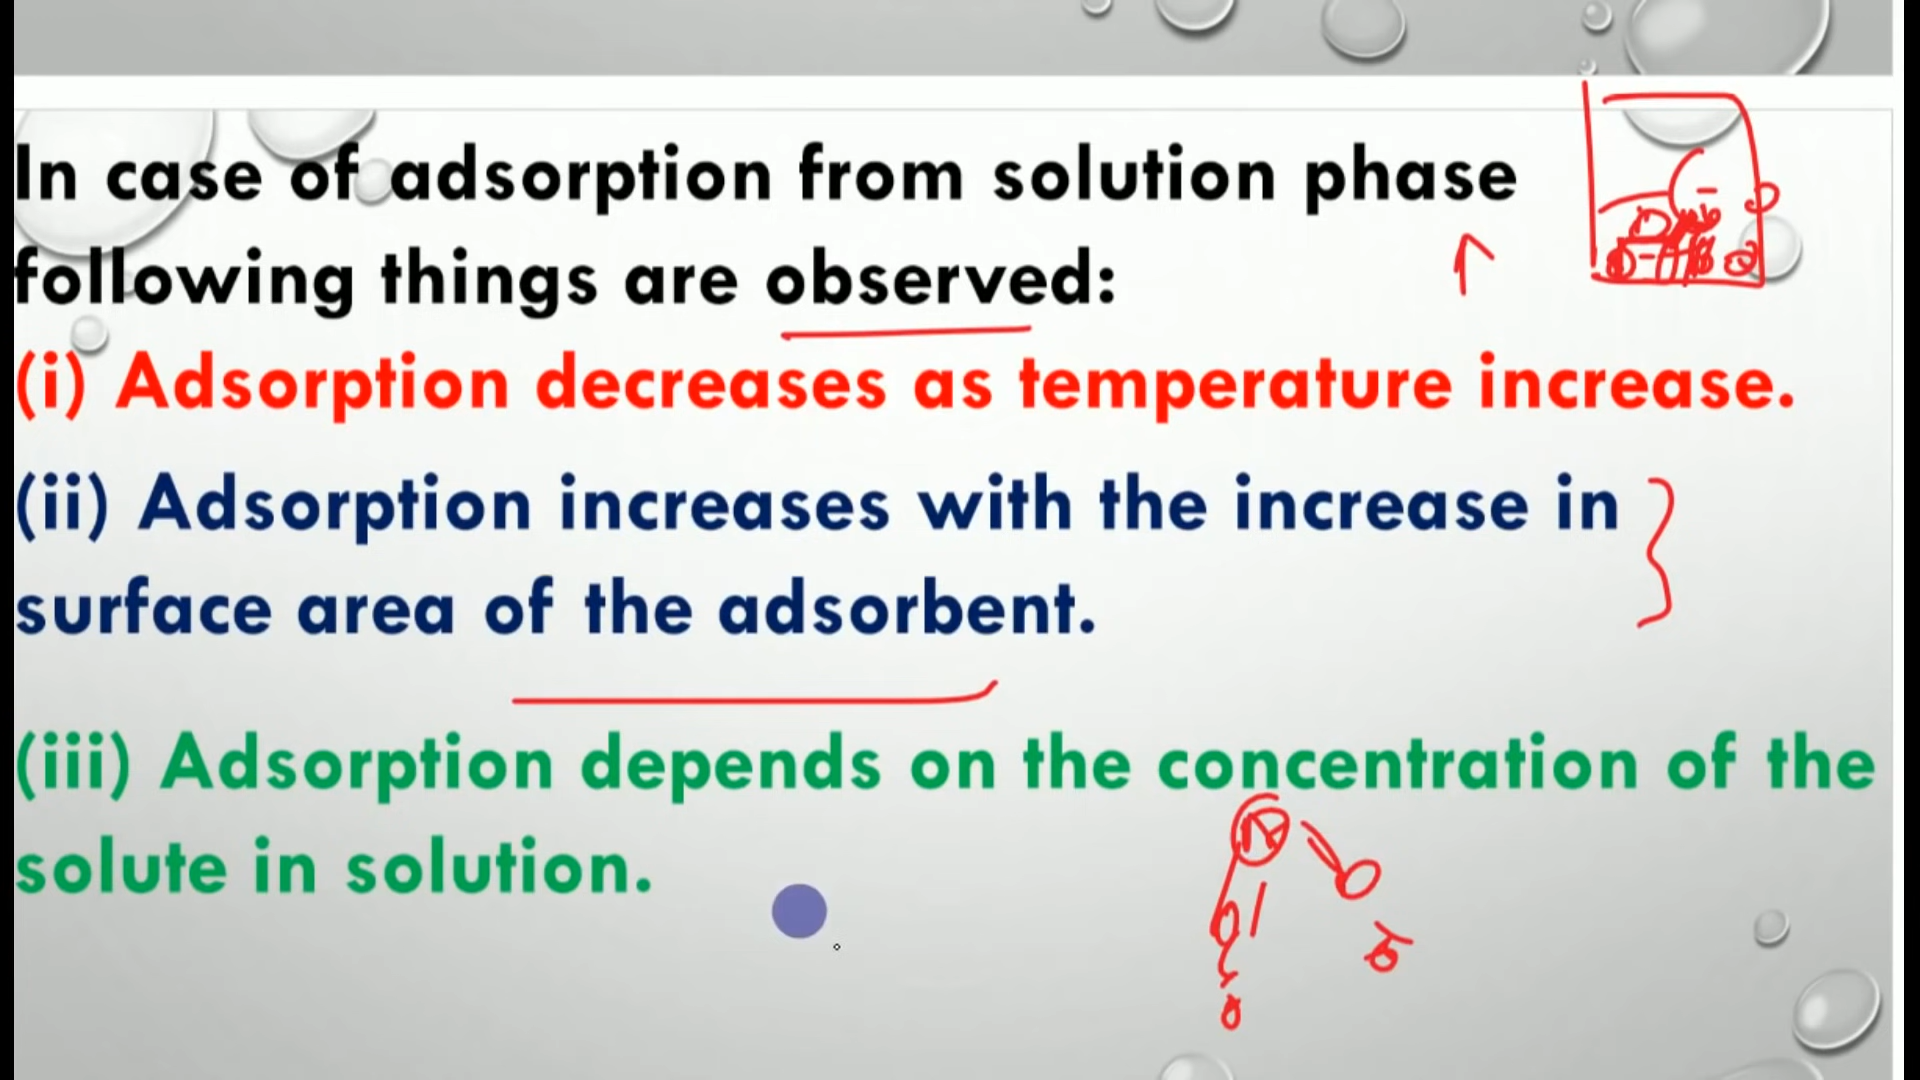 In case of adsorption from solution phase
following things are observed:
(i) Adsorption decreases as temperature increase.
(ii) Adsorption increases with the increase in
surface area of the adsorbent.
(iii) Adsorption depends on the concentration of the
solute in solution.